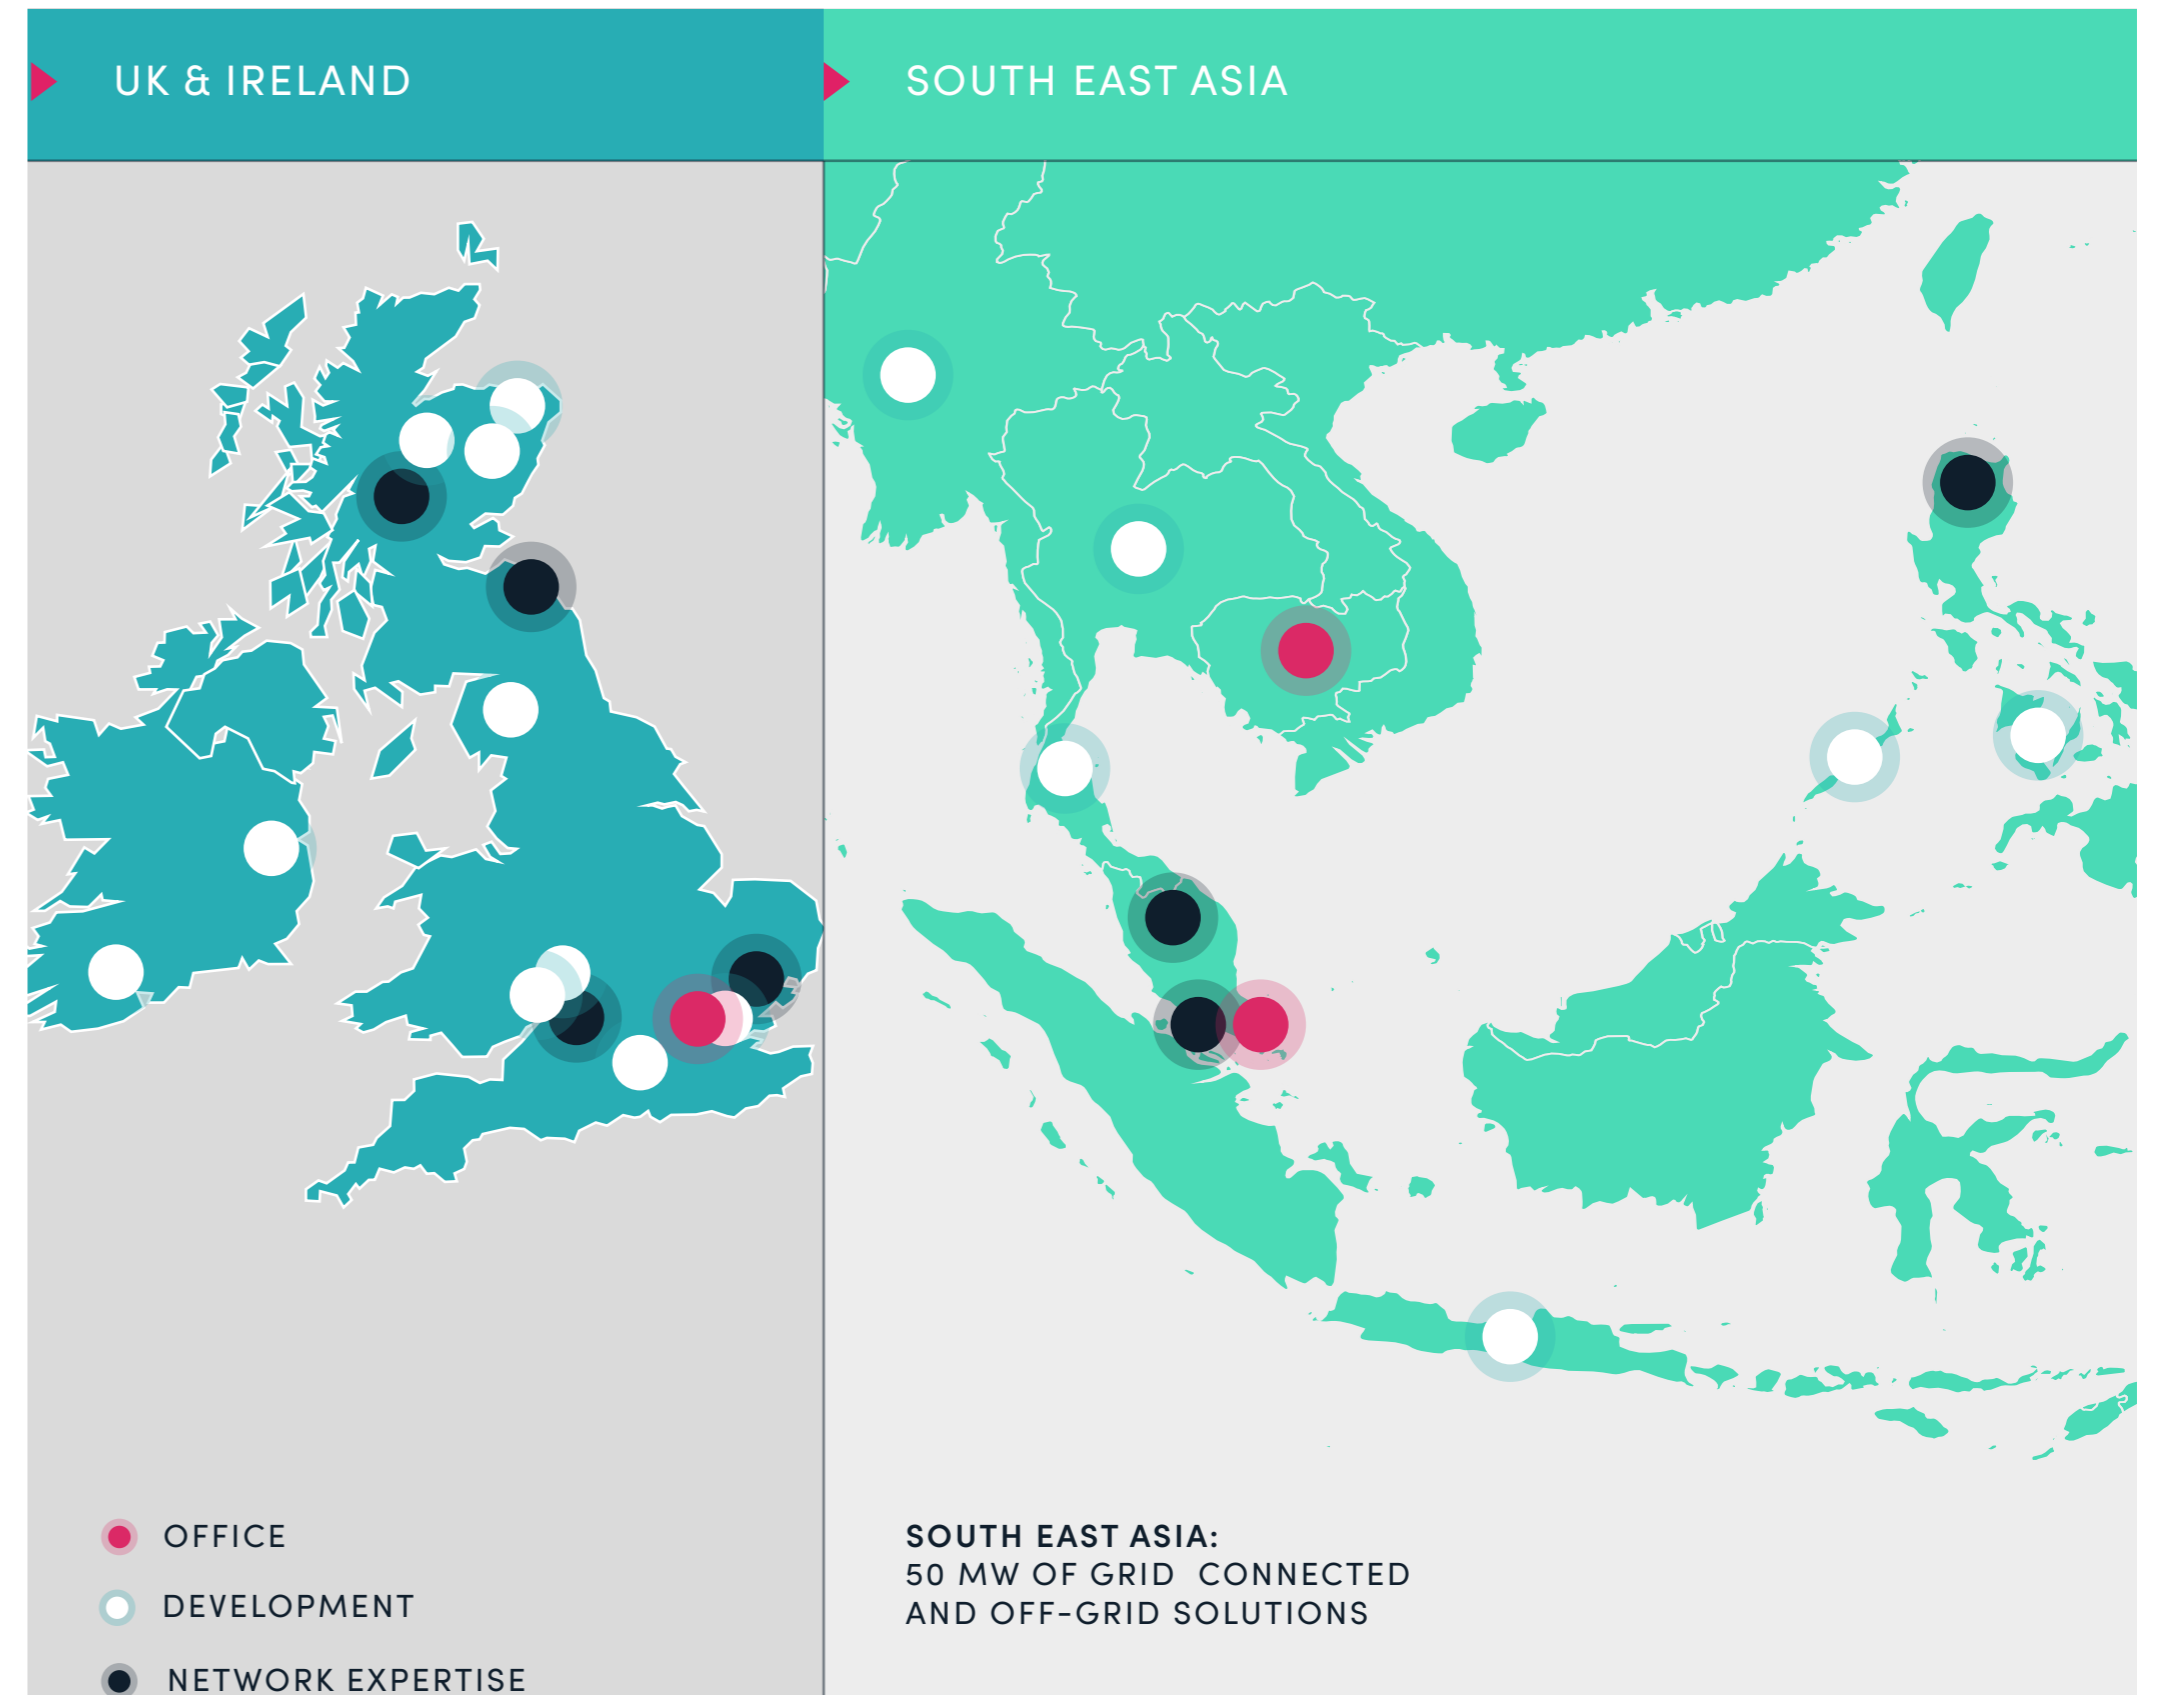 UK & IRELAND
SOUTH EAST ASIA
OFFICE
DEVELOPMENT
NETWORK EXPERTISE
SOUTH EAST ASIA:
50 MW OF GRID CONNECTED
AND OFF-GRID SOLUTIONS